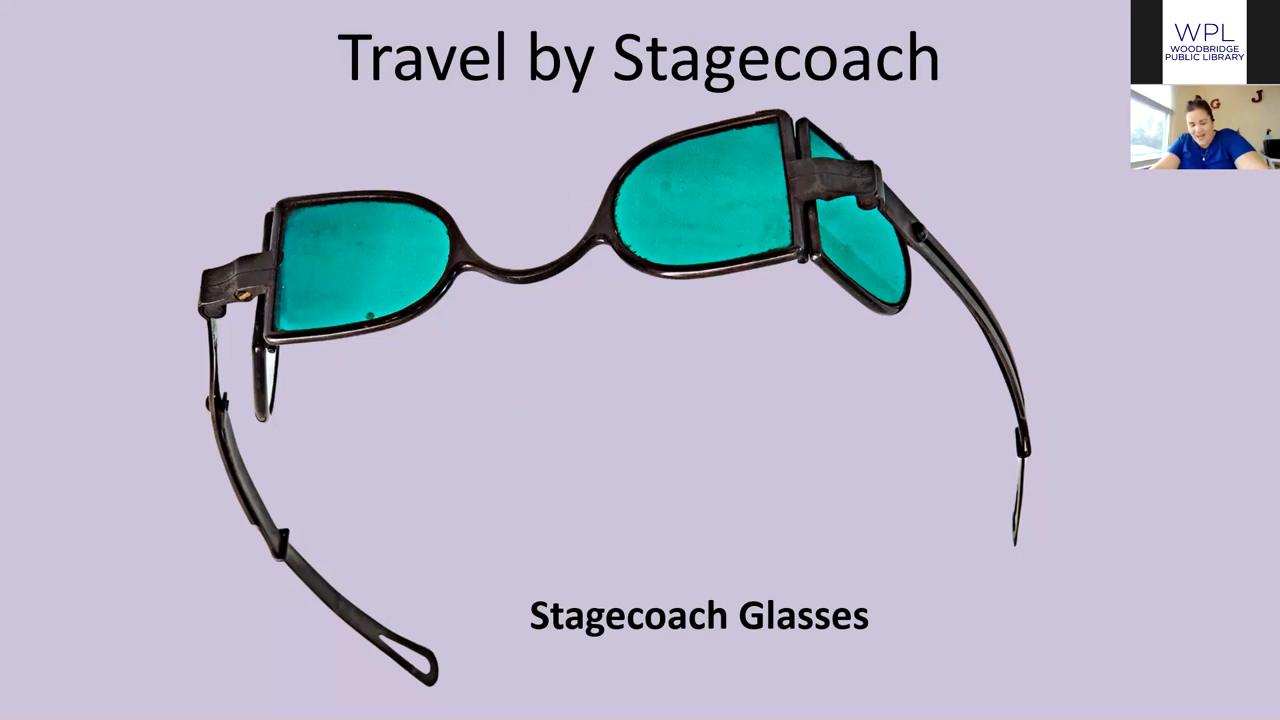 Travel by Stagecoach
WPL
WOODBRIDGE
PUBLIC LIBRARY
G J
Stagecoach Glasses